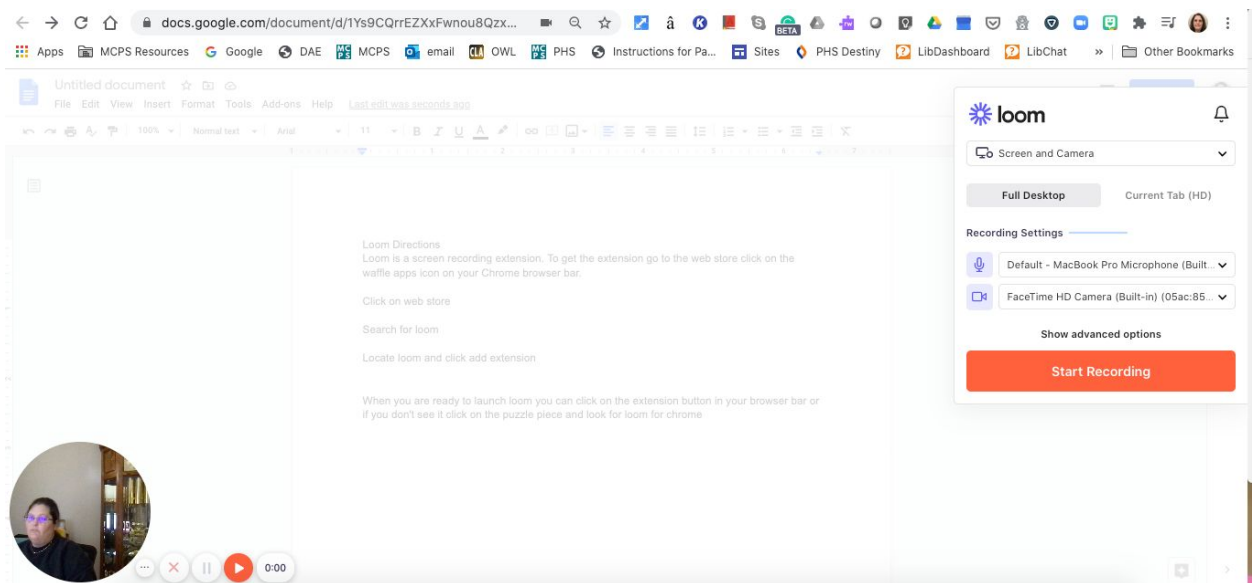 docs.google.com/document/d/1Ys9CQrrEZXxFwnou8Qzx...
BETA
Apps MCPS Resources G Google DAE MCPS email OWL PHS Instructions for Pa... Sites PHS Destiny LibDashboard LibChat » Other Bookmarks
Untitled document
File Edit View Insert Format Tools Add-ons Help Last edit was seconds ago
100% Normal text Arial 11 B I U A
Loom Directions
Loom is a screen recording extension. To get the extension go to the web store click on the
waffle apps icon on your Chrome browser bar.
Click on web store
Search for loom
Locate loom and click add extension
When you are ready to launch loom you can click on the extension button in your browser bar or
if you don't see it click on the puzzle piece and look for loom for chrome
loom
Screen and Camera
Full Desktop Current Tab (HD)
Recording Settings
Default - MacBook Pro Microphone (Built...
FaceTime HD Camera (Built-in) (05ac:85...
Show advanced options
Start Recording
0:00